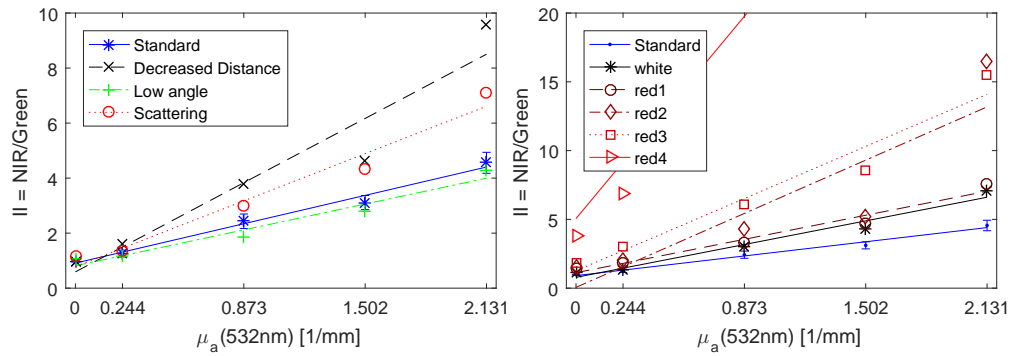 10
8
6
4
2
0
II = NIR/Green
Standard
Decreased Distance
Low angle
Scattering
0 0.244 0.873 1.502 2.131
μa(532nm) [1/mm]
20
15
10
5
0
II = NIR/Green
Standard
white
red1
red2
red3
red4
0 0.244 0.873 1.502 2.131
μa(532nm) [1/mm]